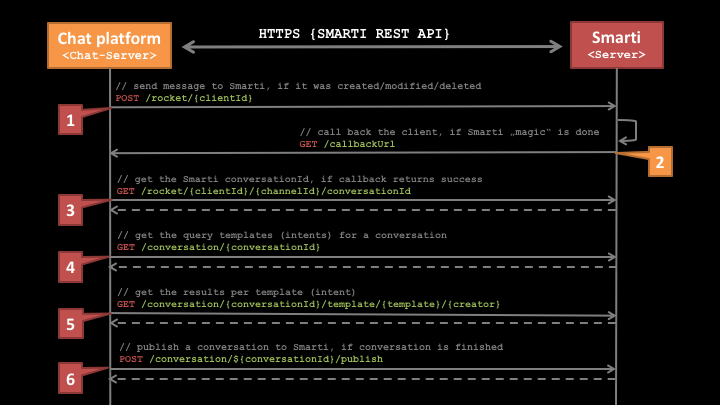 Chat platform
<Chat-Server>
HTTPS {SMARTI REST API}
Smarti
<Server>
// send message to Smarti, if it was created/modified/deleted
POST /rocket/{clientId}
1
// call back the client, if Smarti „magic“ is done
GET /callbackUrl
2
// get the Smarti conversationId, if callback returns success
GET /rocket/{clientId}/{channelId}/conversationId
3
// get the query templates (intents) for a conversation
GET /conversation/{conversationId}
4
// get the results per template (intent)
GET /conversation/{conversationId}/template/{template}/{creator}
5
// publish a conversation to Smarti, if conversation is finished
POST /conversation/${conversationId}/publish
6